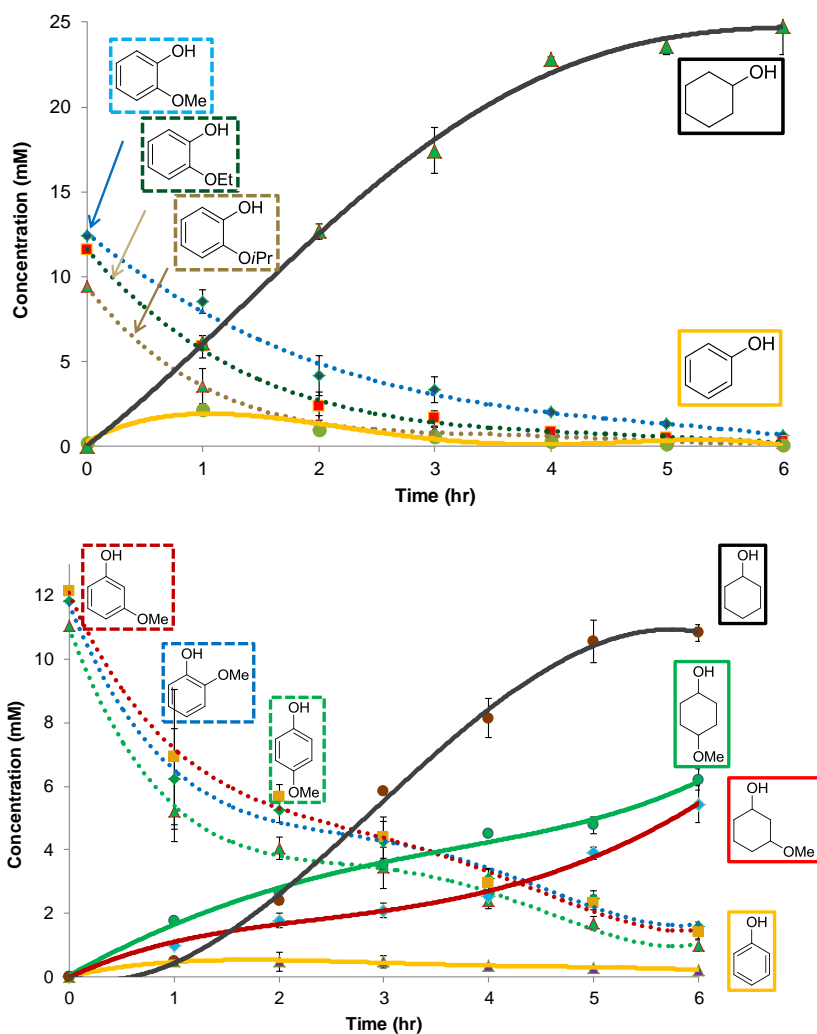 25
20
15
10
5
0
Concentration (mM)
OH
OMe
OH
OEt
OH
OiPr
OH
OH
0
1
2
3
4
5
6
Time (hr)
12
10
8
6
4
2
0
Concentration (mM)
OH
OMe
OH
OMe
OH
OMe
OH
OH
OMe
OH
OMe
OH
0
1
2
3
4
5
6
Time (hr)